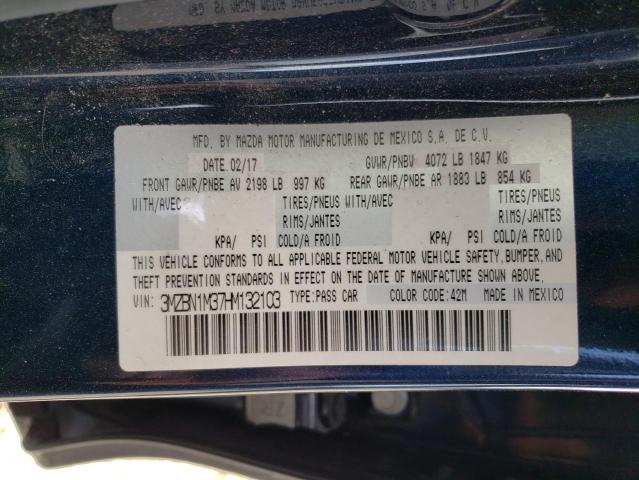 MFD. BY MAZDA MOTOR MANUFACTURING DE MEXICO S.A. DE C.V.
DATE 02/17 GVWR/PNBV 4072 LB 1847 KG
FRONT GAWR/PNBE AV 2198 LB 997 KG REAR GAWR/PNBE AR 1883 LB 854 KG
WITH/AVEC TIRES/PNEUS WITH/AVEC TIRES/PNEUS
RIMS/JANTES RIMS/JANTES
KPA/ PSI COLD/A FROID KPA/ PSI COLD/A FROID
THIS VEHICLE CONFORMS TO ALL APPLICABLE FEDERAL MOTOR VEHICLE SAFETY, BUMPER, AND
THEFT PREVENTION STANDARDS IN EFFECT ON THE DATE OF MANUFACTURE SHOWN ABOVE.
VIN: 3MZBN1M37HM132103 TYPE: PASS CAR COLOR CODE: 42M MADE IN MEXICO